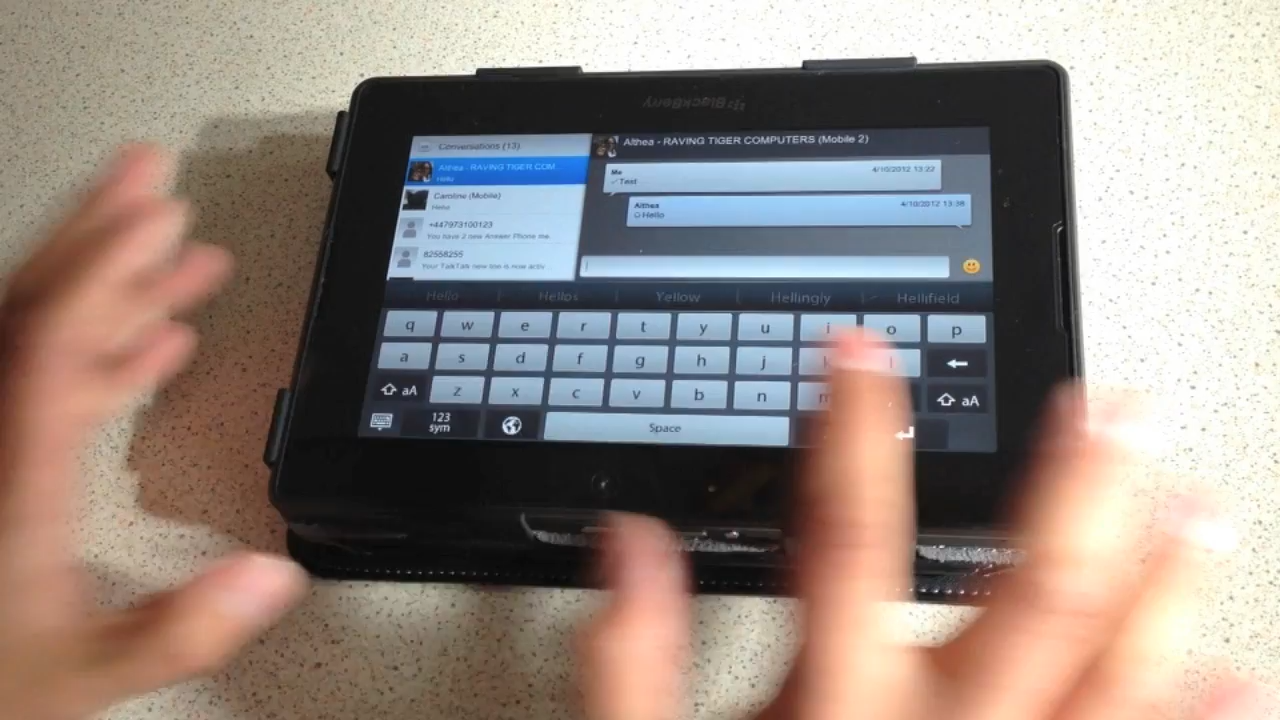 BlackBerry
Conversations (13)
Althea - RAVING TIGER COM...
Hello
Caroline (Mobile)
Hello
+447973100123
You have 2 new Answer Phone me
82558255
Your TalkTalk new line is now activ
Althea - RAVING TIGER COMPUTERS (Mobile 2)
Me 4/10/2012 13:22
Test
Althea 4/10/2012 13:38
Hello
Hello Hellos Yellow Hellingly Hellifield
q w e r t y u i o p
a s d f g h j k l
aA z x c v b n m aA
123
sym
Space